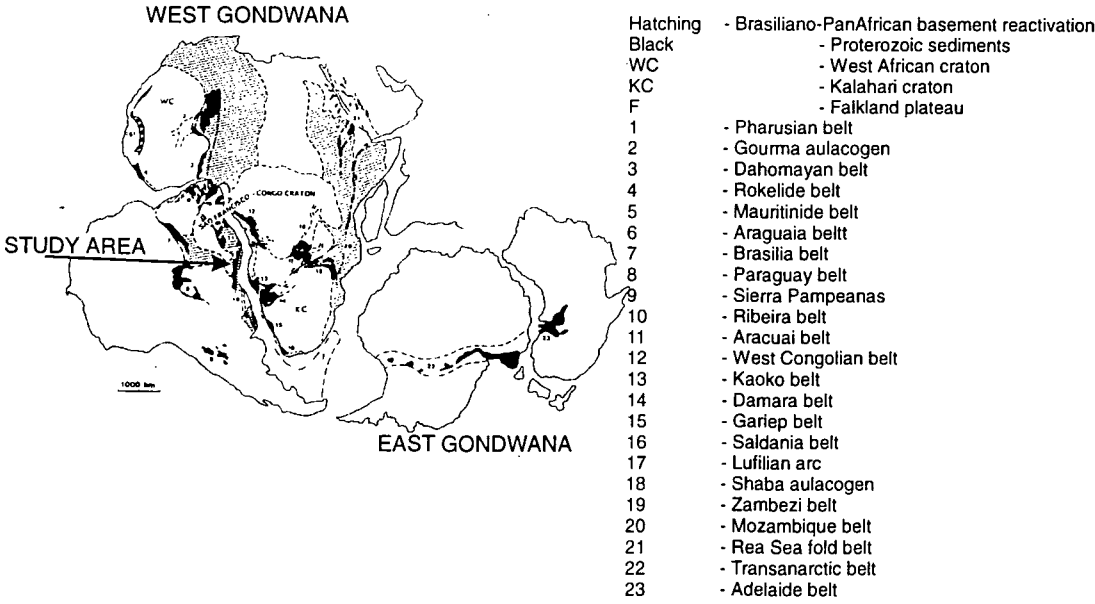 WEST GONDWANA
WC
SÃO FRANCISCO - CONGO CRATON
STUDY AREA
KC
1000 km
EAST GONDWANA
Hatching - Brasiliano-PanAfrican basement reactivation
Black - Proterozoic sediments
WC - West African craton
KC - Kalahari craton
F - Falkland plateau
1 - Pharusian belt
2 - Gourma aulacogen
3 - Dahomayan belt
4 - Rokelide belt
5 - Mauritinide belt
6 - Araguaia beltt
7 - Brasilia belt
8 - Paraguay belt
9 - Sierra Pampeanas
10 - Ribeira belt
11 - Aracuai belt
12 - West Congolian belt
13 - Kaoko belt
14 - Damara belt
15 - Gariep belt
16 - Saldania belt
17 - Lufilian arc
18 - Shaba aulacogen
19 - Zambezi belt
20 - Mozambique belt
21 - Rea Sea fold belt
22 - Transanarctic belt
23 - Adelaide belt